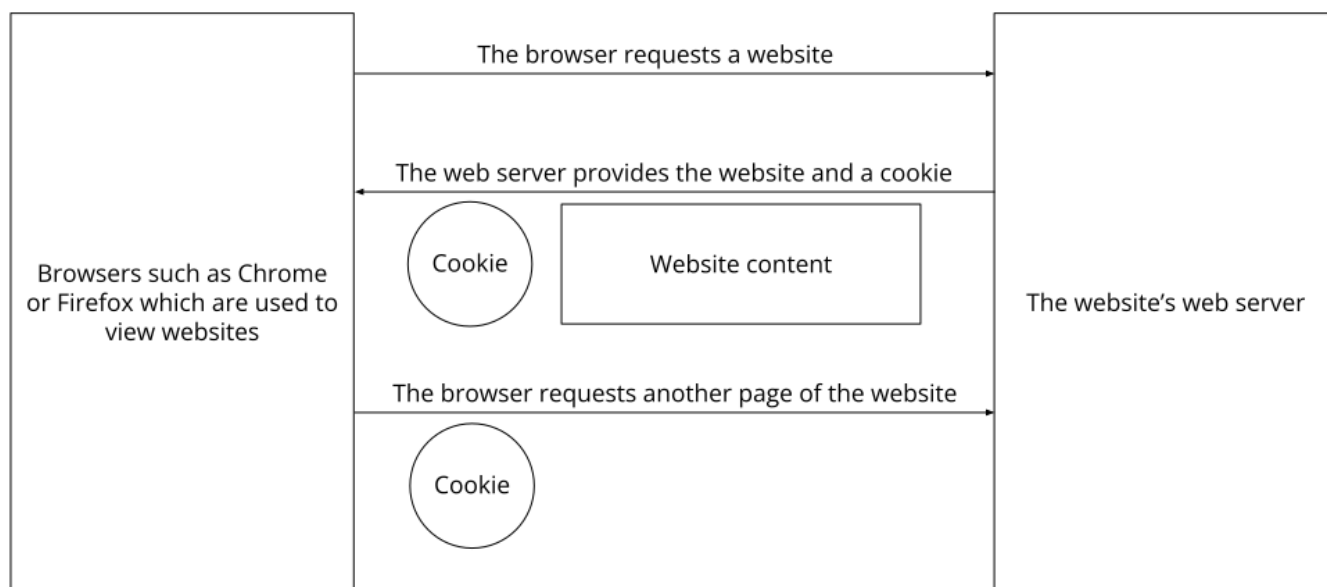 The browser requests a website
The web server provides the website and a cookie
Cookie
Website content
Browsers such as Chrome
or Firefox which are used to
view websites
The website’s web server
The browser requests another page of the website
Cookie